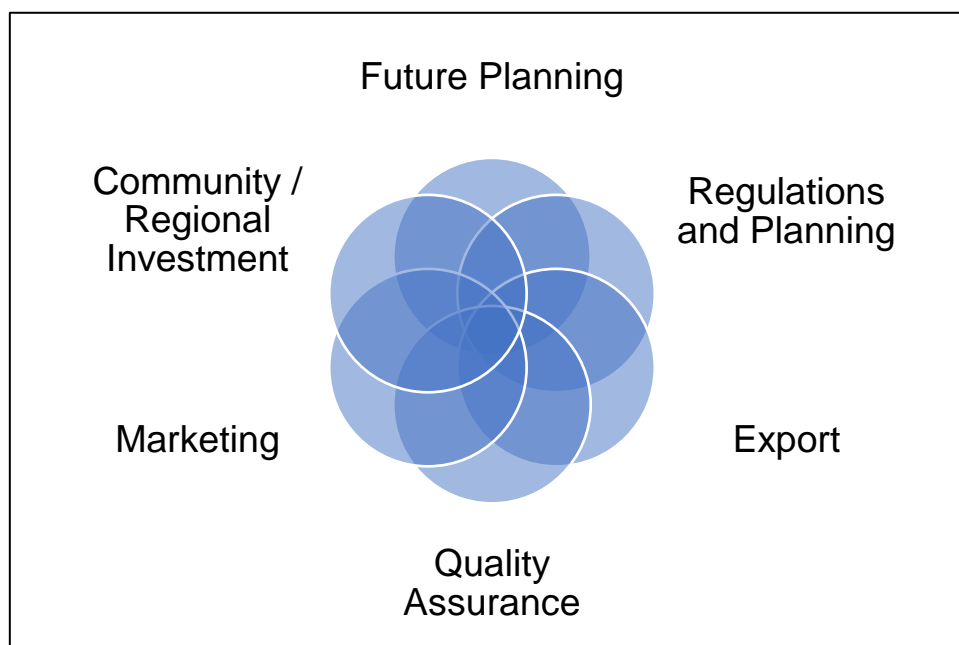 Future Planning
Community /
Regional
Investment
Regulations
and Planning
Marketing
Export
Quality
Assurance